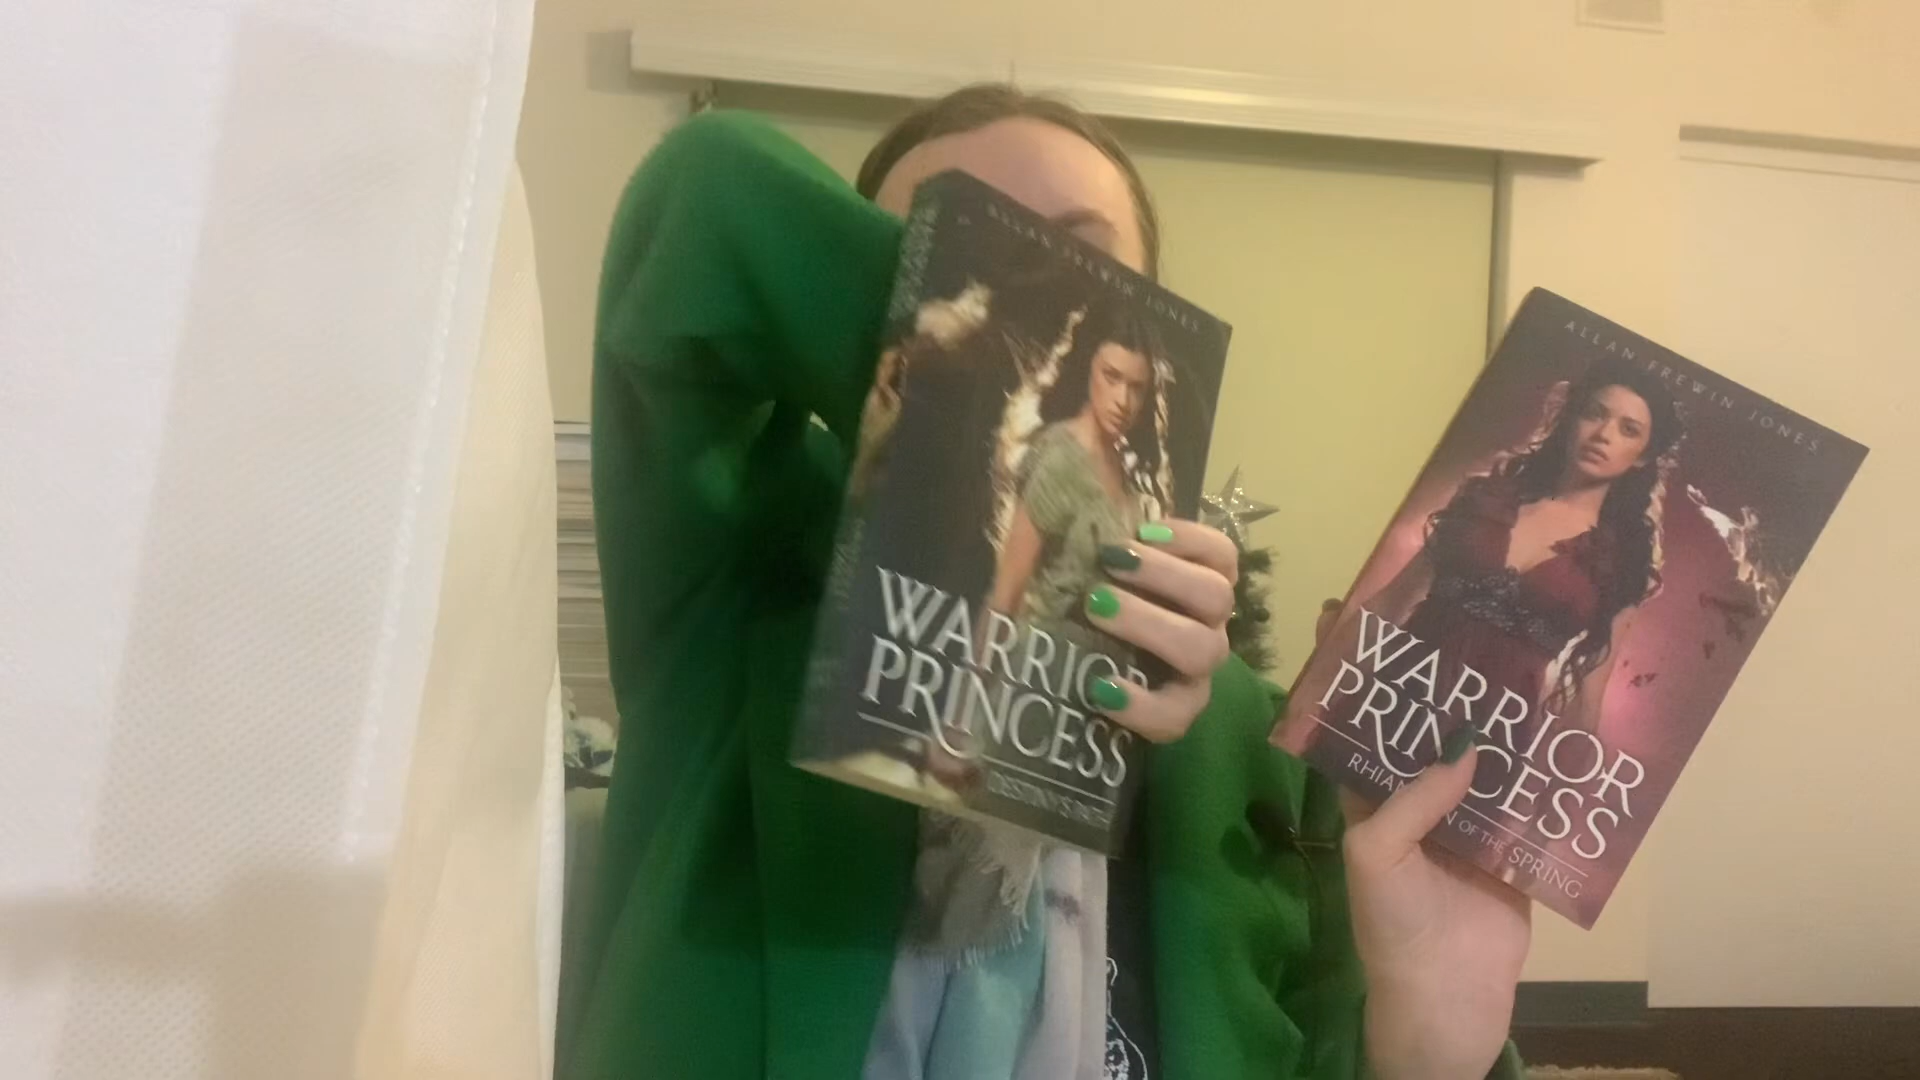 ALLAN FREWIN JONES
WARRIOR
PRINCESS
ALLAN FREWIN JONES
WARRIOR
PRINCESS
OF THE SPRING